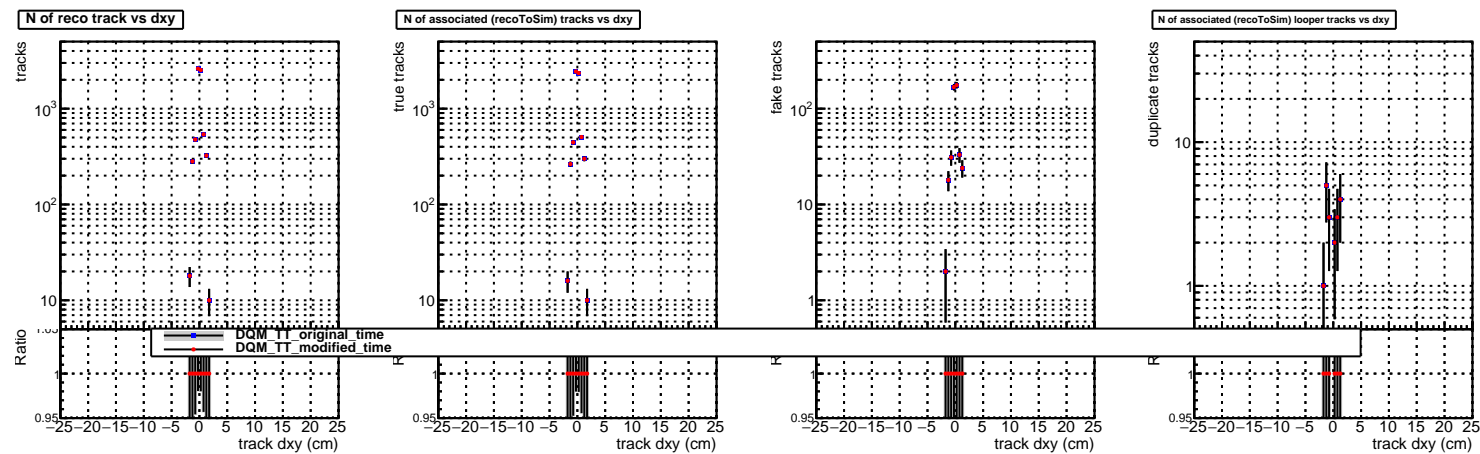 N of reco track vs dxy
tracks
10³
10²
10
Ratio
1.05
1
0.95
−25 −20 −15 −10 −5 0 5 10 15 20 25
track dxy (cm)
N of associated (recoToSim) tracks vs dxy
true tracks
10³
10²
10
1
0.95
−25 −20 −15 −10 −5 0 5 10 15 20 25
track dxy (cm)
fake tracks
10²
10
1
1
0.95
−25 −20 −15 −10 −5 0 5 10 15 20 25
track dxy (cm)
N of associated (recoToSim) looper tracks vs dxy
duplicate tracks
10
1
1
0.95
−25 −20 −15 −10 −5 0 5 10 15 20 25
track dxy (cm)
DQM_TT_original_time
DQM_TT_modified_time